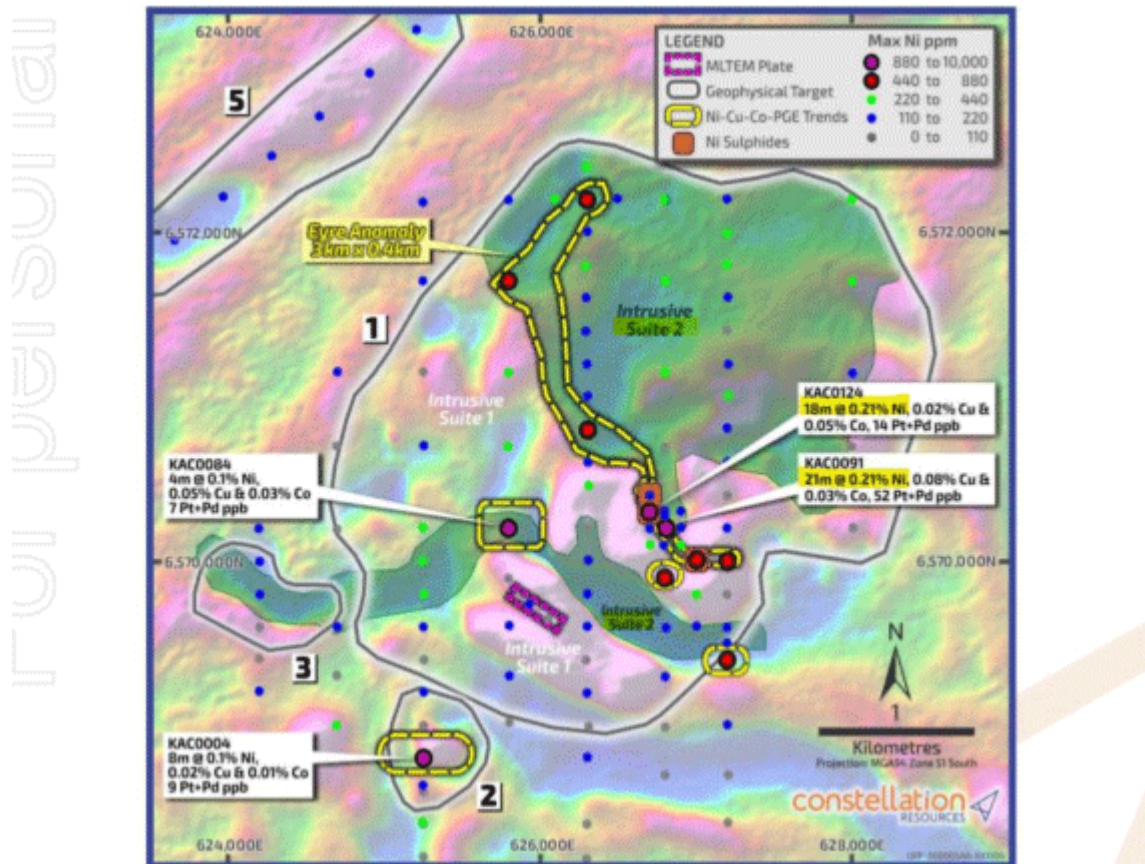 For personal
624,000E
626,000E
LEGEND
MLTEM Plate
Geophysical Target
Ni-Cu-Co-PGE Trends
Ni Sulphides
Max Ni ppm
880 to 10,000
440 to 880
220 to 440
110 to 220
0 to 110
5
6,572,000N
6,572,000N
Eyre Anomaly
3km x 0.4km
1
Intrusive
Suite 2
Intrusive
Suite 1
KAC0124
18m @ 0.21% Ni, 0.02% Cu &
0.05% Co, 14 Pt+Pd ppb
KAC0091
21m @ 0.21% Ni, 0.08% Cu &
0.03% Co, 52 Pt+Pd ppb
KAC0084
4m @ 0.1% Ni,
0.05% Cu & 0.03% Co
7 Pt+Pd ppb
6,570,000N
6,570,000N
Intrusive
Suite 2
Intrusive
Suite 1
3
N
1
Kilometres
Projection: MGA94 Zone 51 South
KAC0004
8m @ 0.1% Ni,
0.02% Cu & 0.01% Co
9 Pt+Pd ppb
2
constellation
RESOURCES
624,000E
626,000E
628,000E